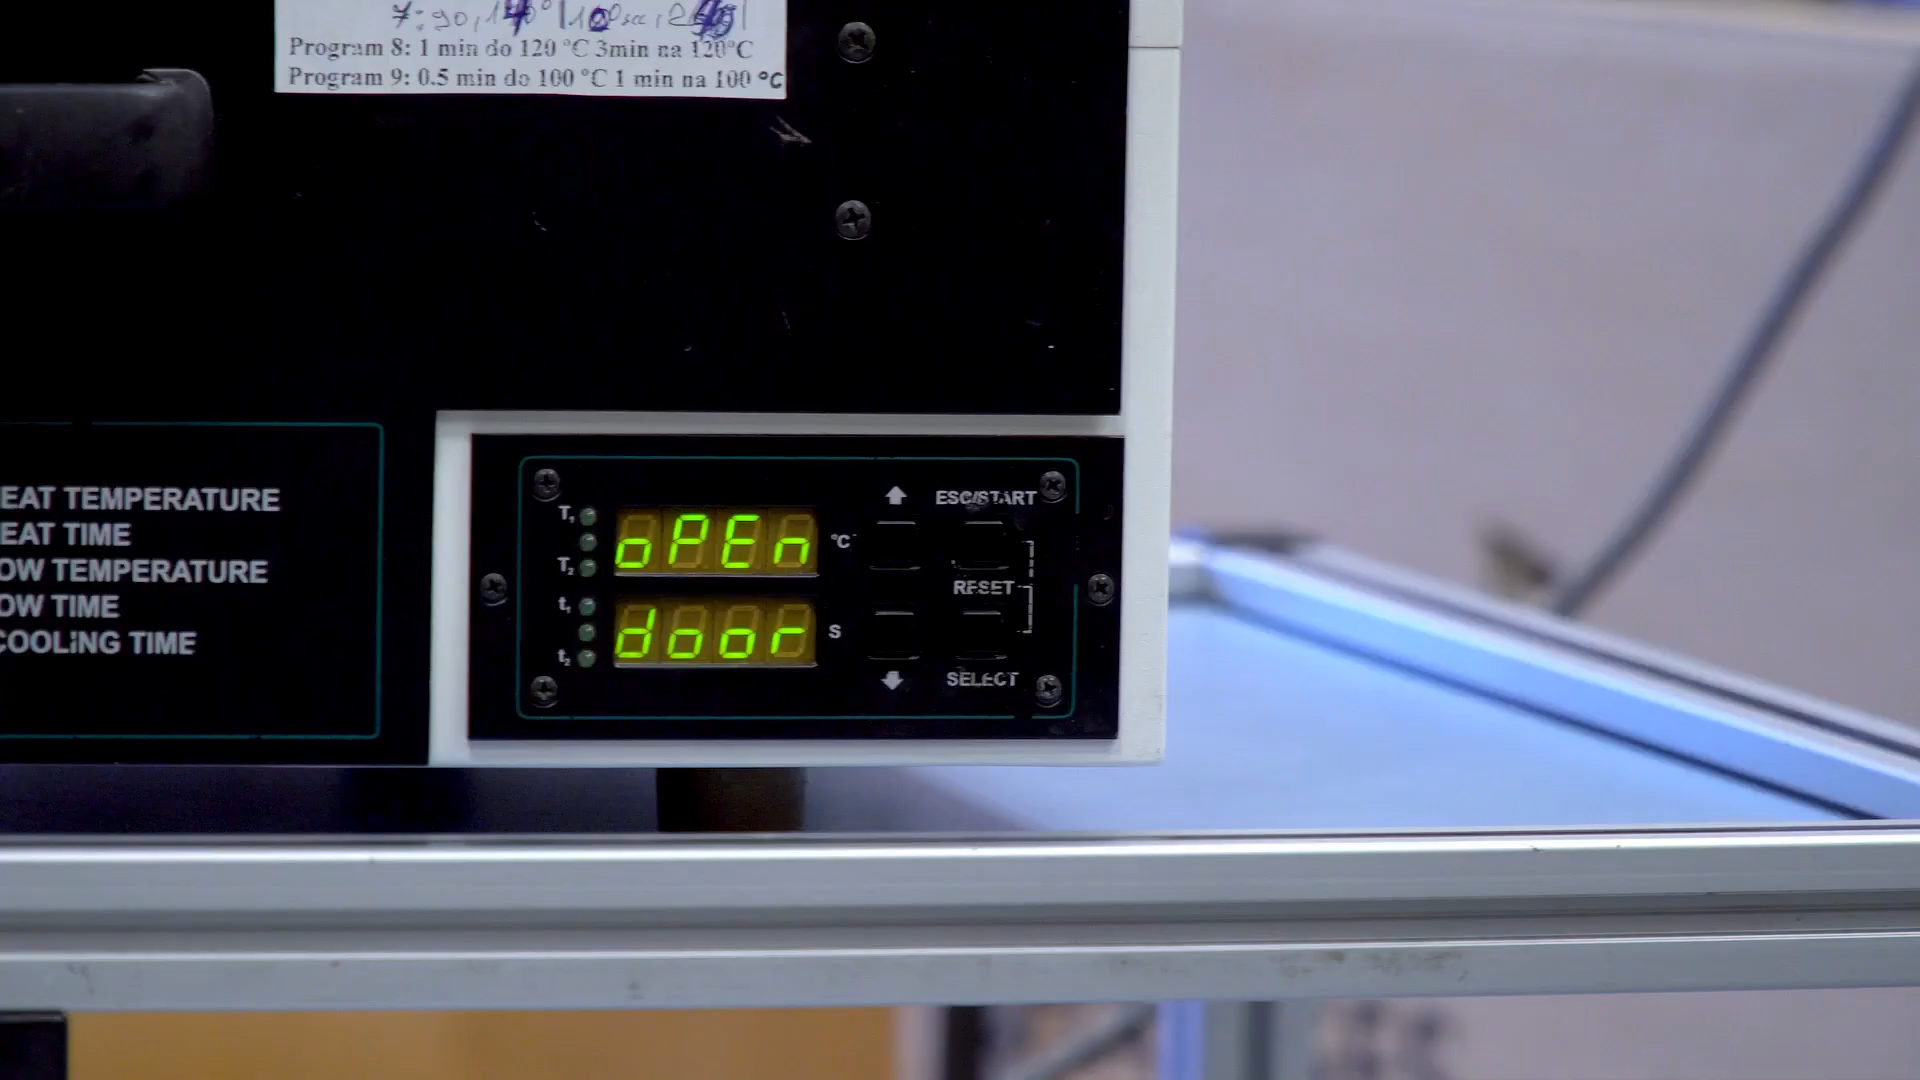 Program 8: 1 min do 120 °C 3min na 120°C
Program 9: 0.5 min do 100 °C 1 min na 100 °C
EAT TEMPERATURE
EAT TIME
OW TEMPERATURE
OW TIME
COOLING TIME
T₁
T₂
t₁
t₂
oPEn
°C
door
S
ESC/START
RESET
SELECT